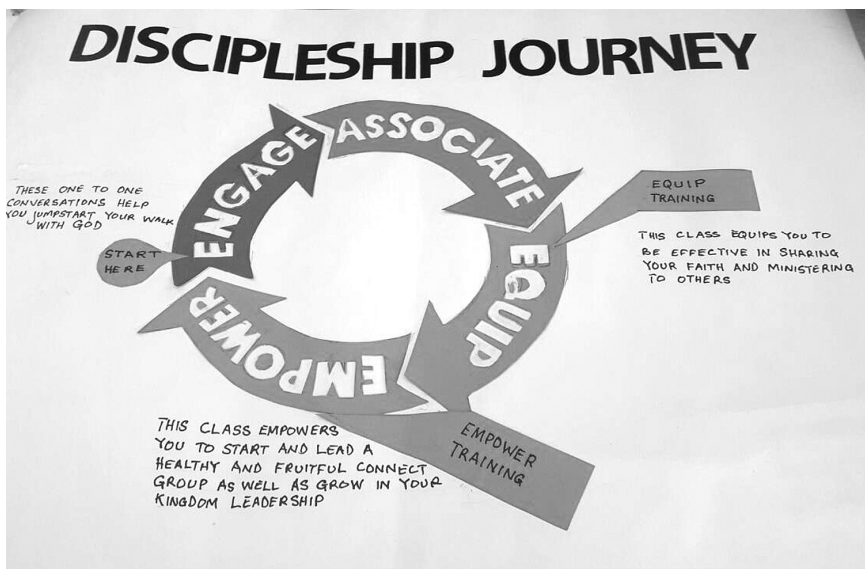 DISCIPLESHIP JOURNEY
ENGAGE
ASSOCIATE
EQUIP
EMPOWER
THESE ONE TO ONE
CONVERSATIONS HELP
YOU JUMPSTART YOUR WALK
WITH GOD
START
HERE
EQUIP
TRAINING
THIS CLASS EQUIPS YOU TO
BE EFFECTIVE IN SHARING
YOUR FAITH AND MINISTERING
TO OTHERS
THIS CLASS EMPOWERS
YOU TO START AND LEAD A
HEALTHY AND FRUITFUL CONNECT
GROUP AS WELL AS GROW IN YOUR
KINGDOM LEADERSHIP
EMPOWER
TRAINING